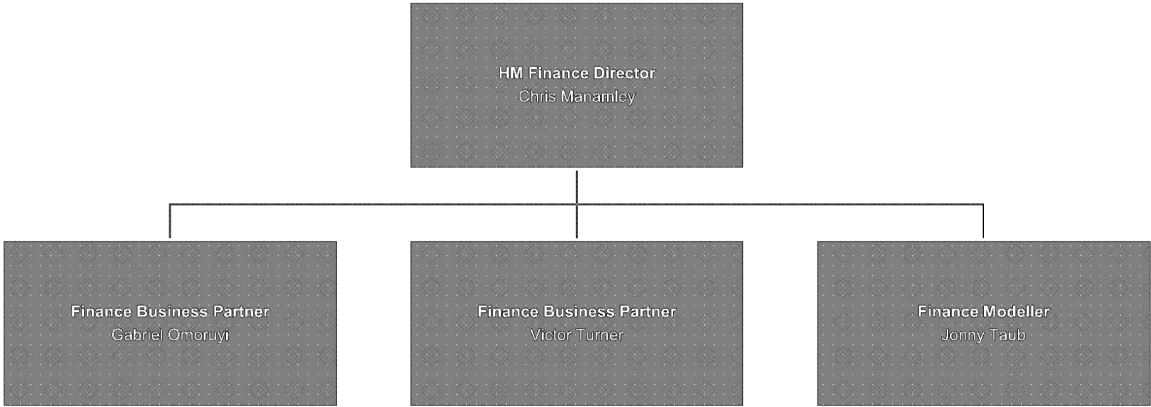 HM Finance Director
Chris Manamley
Finance Business Partner
Gabriel Omoruyi
Finance Business Partner
Victor Turner
Finance Modeller
Jonny Taub